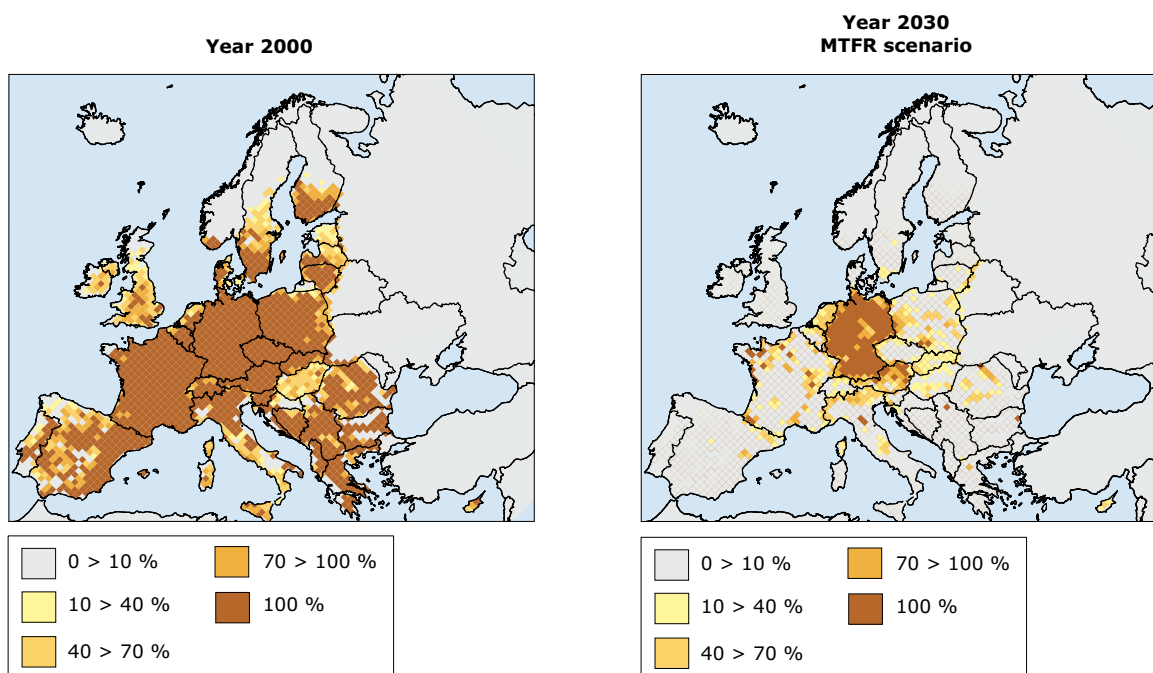 Year 2000
0 > 10 %
70 > 100 %
10 > 40 %
100 %
40 > 70 %
Year 2030
MTFR scenario
0 > 10 %
70 > 100 %
10 > 40 %
100 %
40 > 70 %